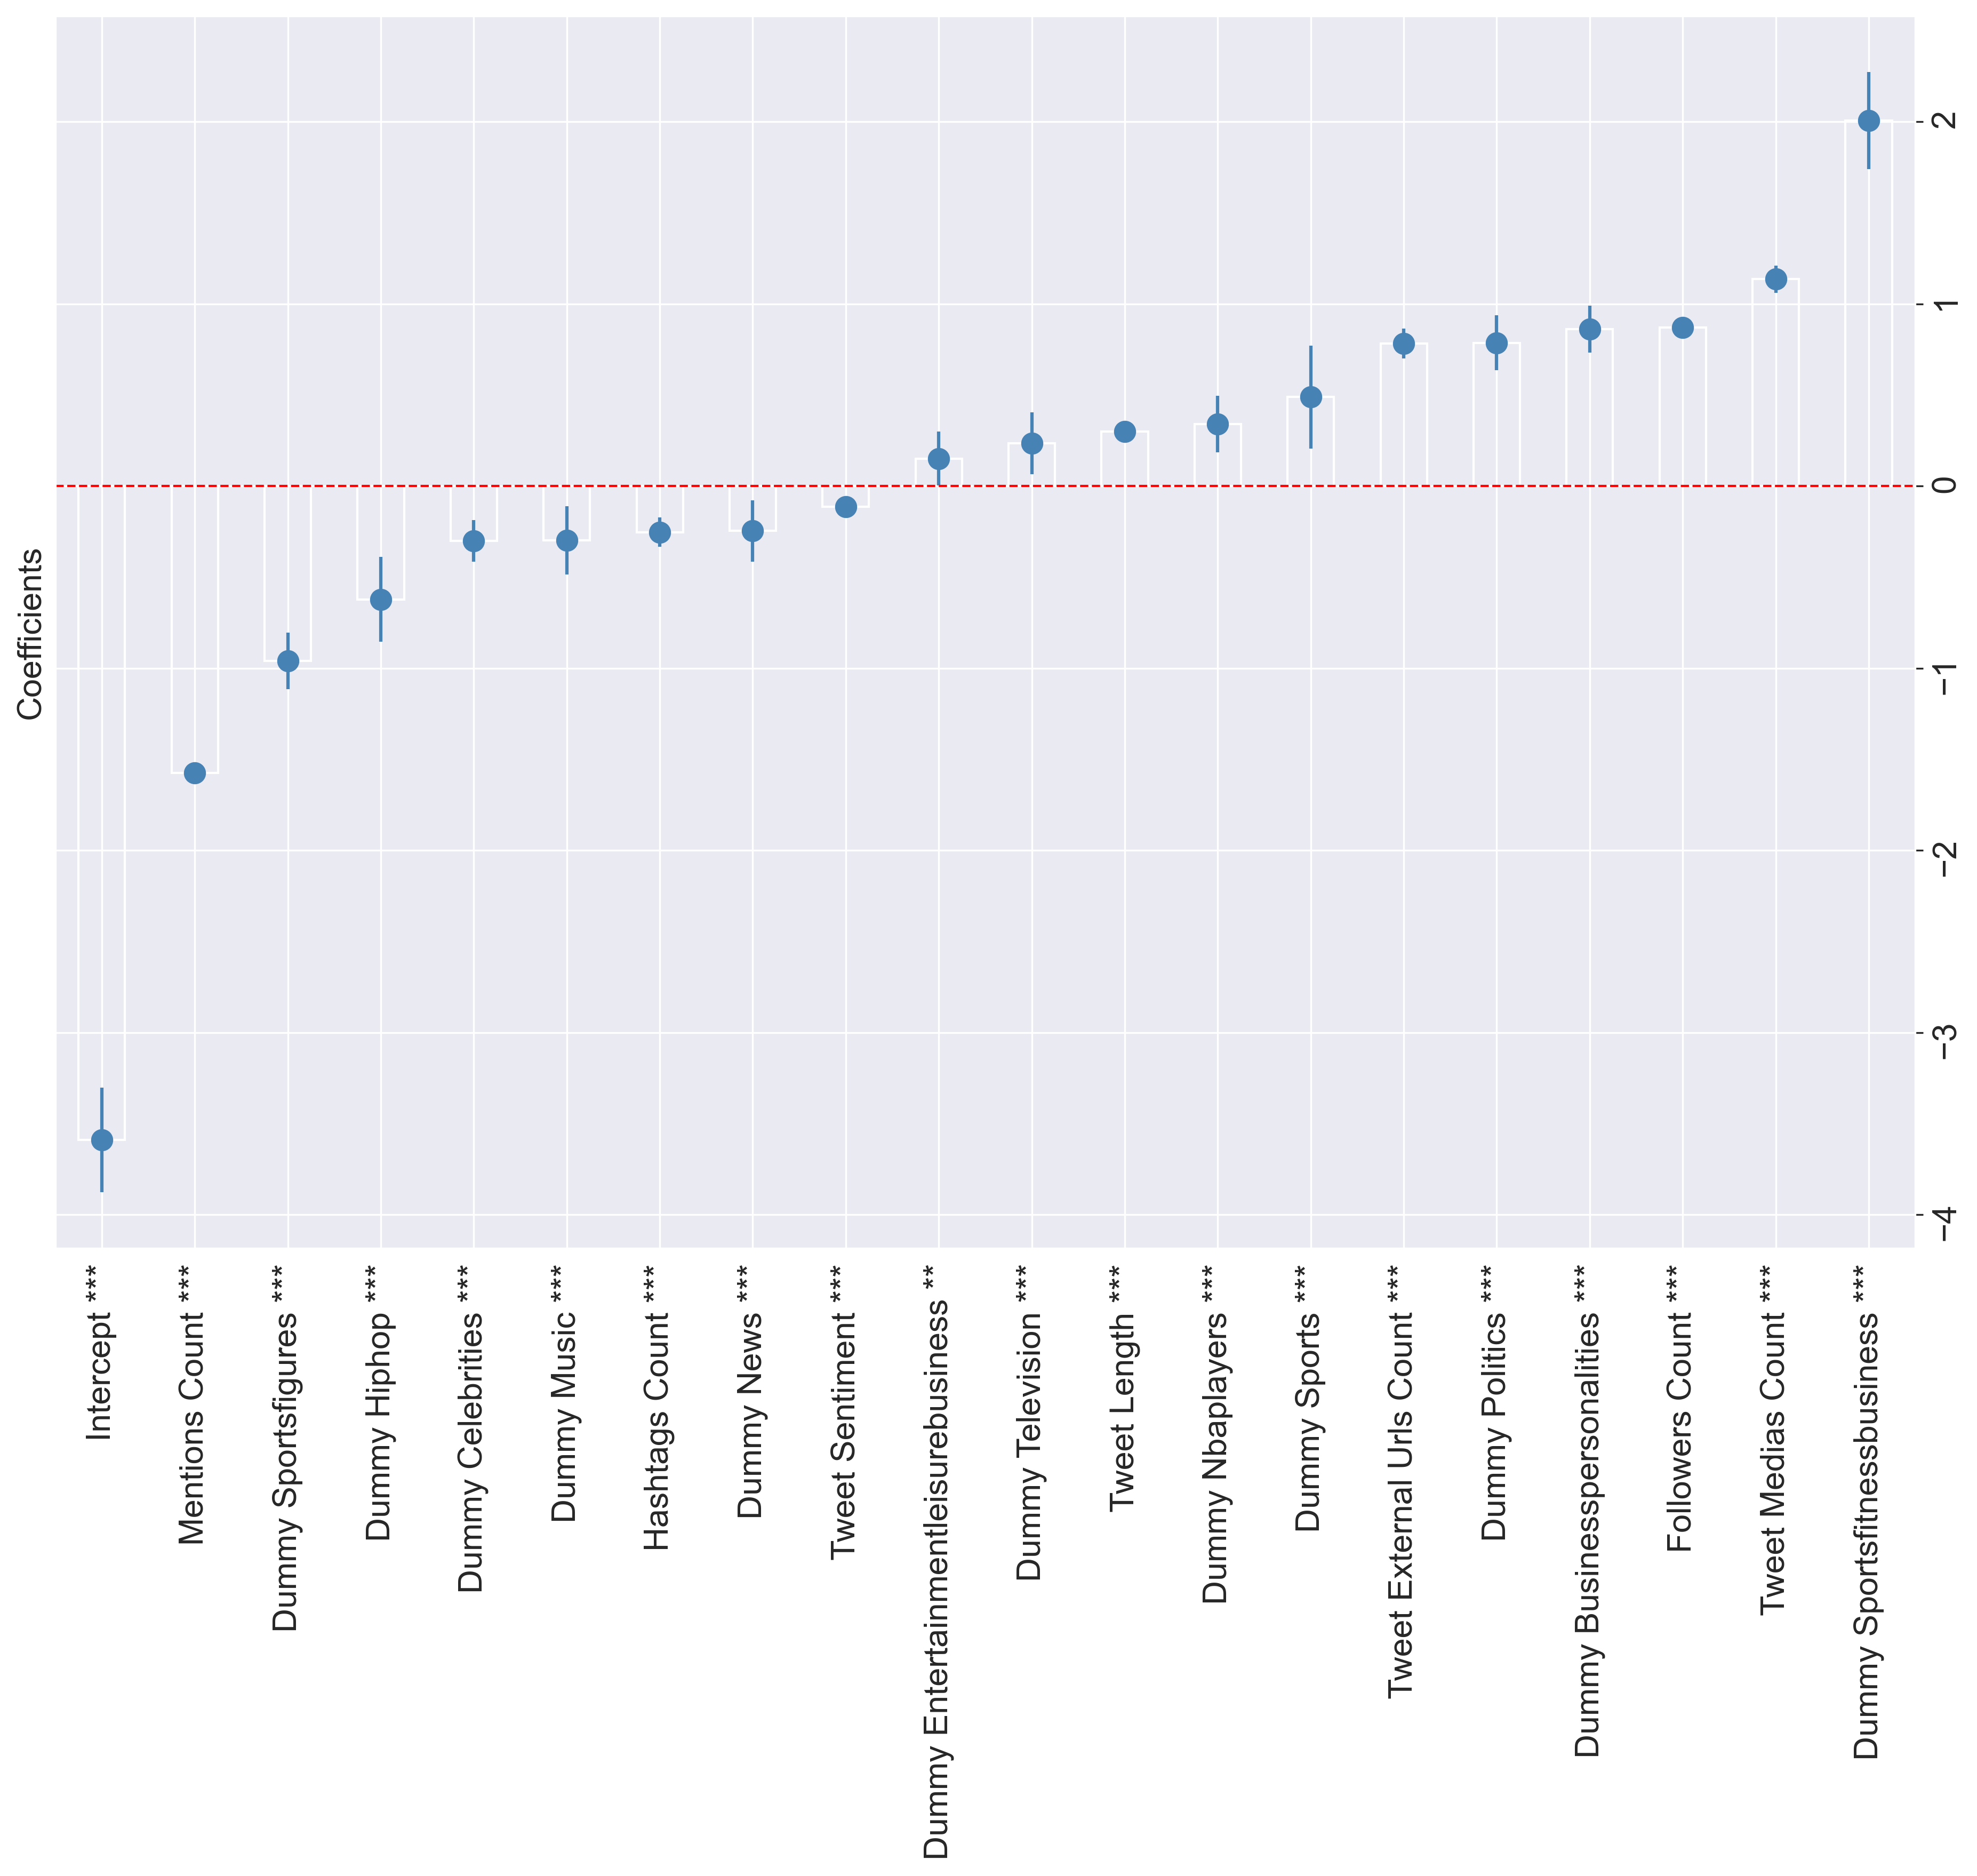 Coefficients
2
1
0
−1
−2
−3
−4
Intercept ***
Mentions Count ***
Dummy Sportsfigures ***
Dummy Hiphop ***
Dummy Celebrities ***
Dummy Music ***
Hashtags Count ***
Dummy News ***
Tweet Sentiment ***
Dummy Entertainmentleisurebusiness **
Dummy Television ***
Tweet Length ***
Dummy Nbaplayers ***
Dummy Sports ***
Tweet External Urls Count ***
Dummy Politics ***
Dummy Businesspersonalities ***
Followers Count ***
Tweet Medias Count ***
Dummy Sportsfitnessbusiness ***